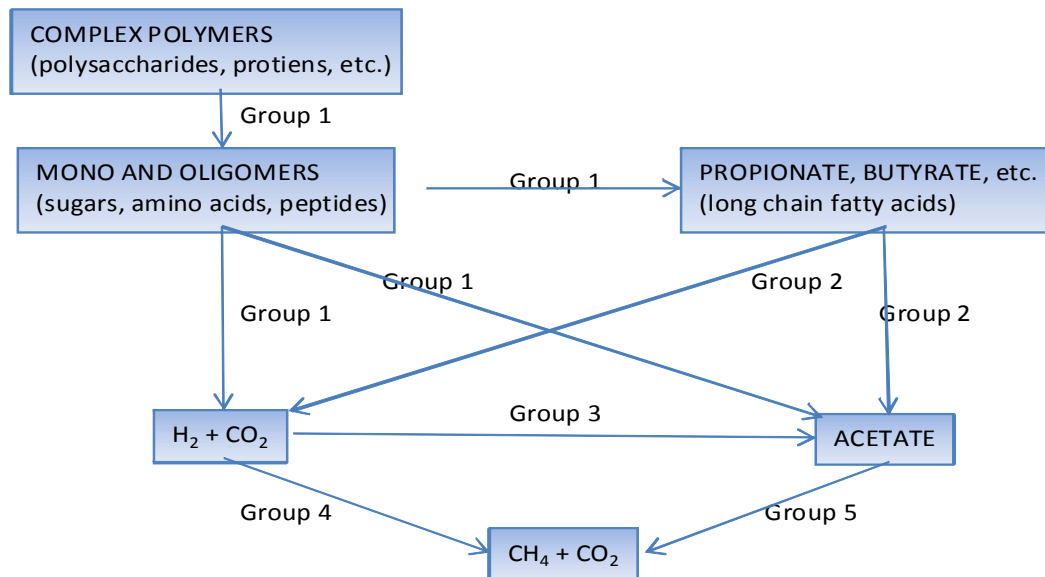 COMPLEX POLYMERS
(polysaccharides, protiens, etc.)
Group 1
MONO AND OLIGOMERS
(sugars, amino acids, peptides)
Group 1
PROPIONATE, BUTYRATE, etc.
(long chain fatty acids)
Group 1
Group 1
Group 2
Group 2
H₂ + CO₂
Group 3
ACETATE
Group 4
Group 5
CH₄ + CO₂